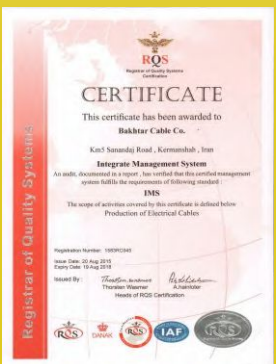 RQS
Registrar of Quality Systems
Certification
CERTIFICATE
This certificate has been awarded to
Bakhtar Cable Co.
Km5 Sanandaj Road , Kermanshah , Iran
Integrate Management System
An audit, documented in a report , has verified that this certified management
system fulfills the requirements of following standard :
IMS
The scope of activities covered by this certificate is defined below
Production of Electrical Cables
Registration Number:
Issue Date: 20 Aug 2015
Expiry Date: 19 Aug 2018
Issued By :
Thorsten Wassmer
A.hainlofer
Heads of RQS Certification
Registrar of Quality Systems
RQS
DANAK
RQS
IAF